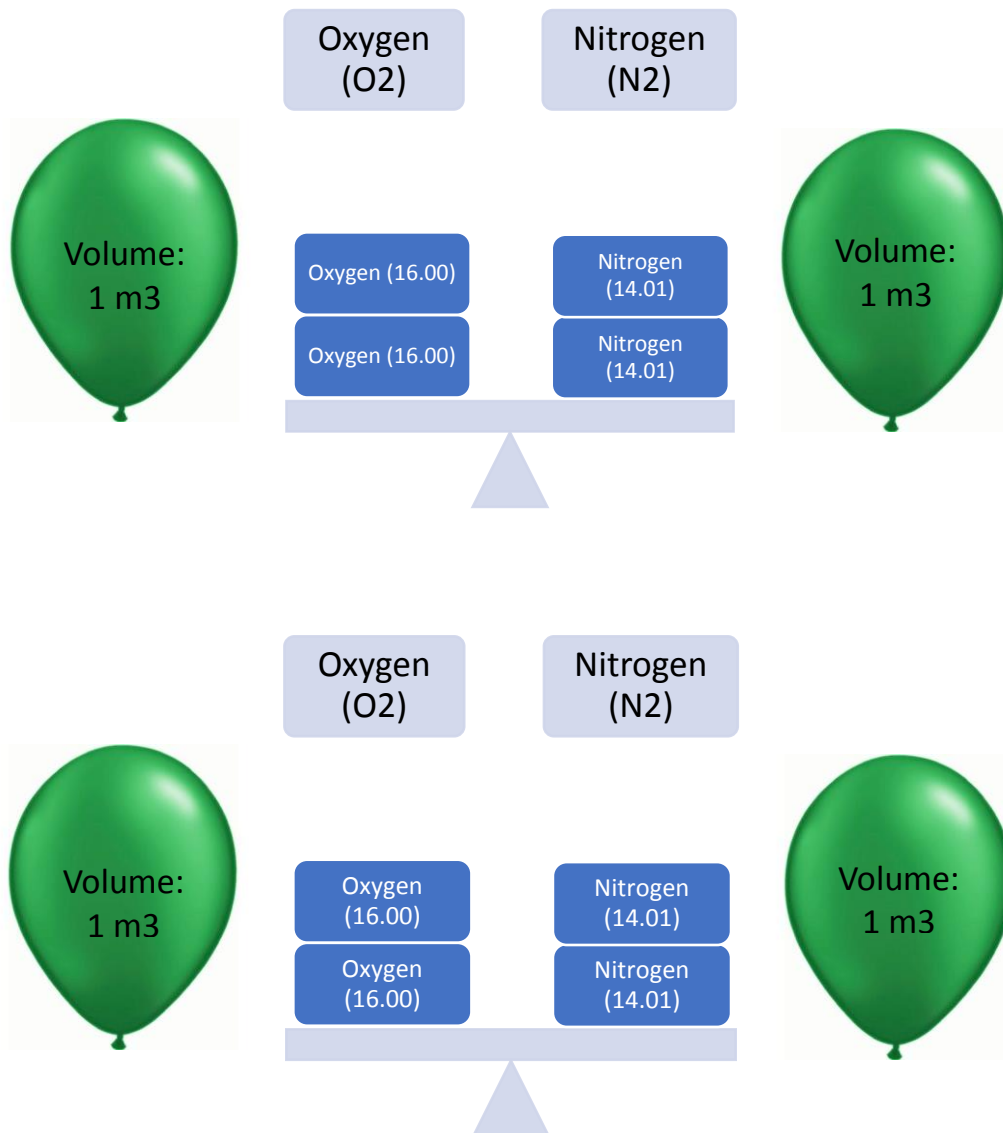 Oxygen
(O2)
Nitrogen
(N2)
Volume:
1 m3
Oxygen (16.00)
Oxygen (16.00)
Nitrogen
(14.01)
Nitrogen
(14.01)
Volume:
1 m3
Oxygen
(O2)
Nitrogen
(N2)
Volume:
1 m3
Oxygen
(16.00)
Oxygen
(16.00)
Nitrogen
(14.01)
Nitrogen
(14.01)
Volume:
1 m3